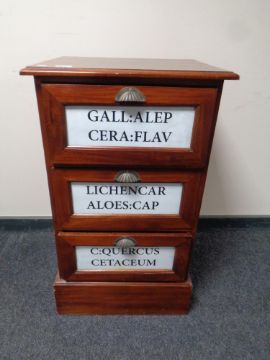 GALL:ALEP
CERA:FLAV
LICHENCAR
ALOES:CAP
C:QUERCUS
CETACEUM